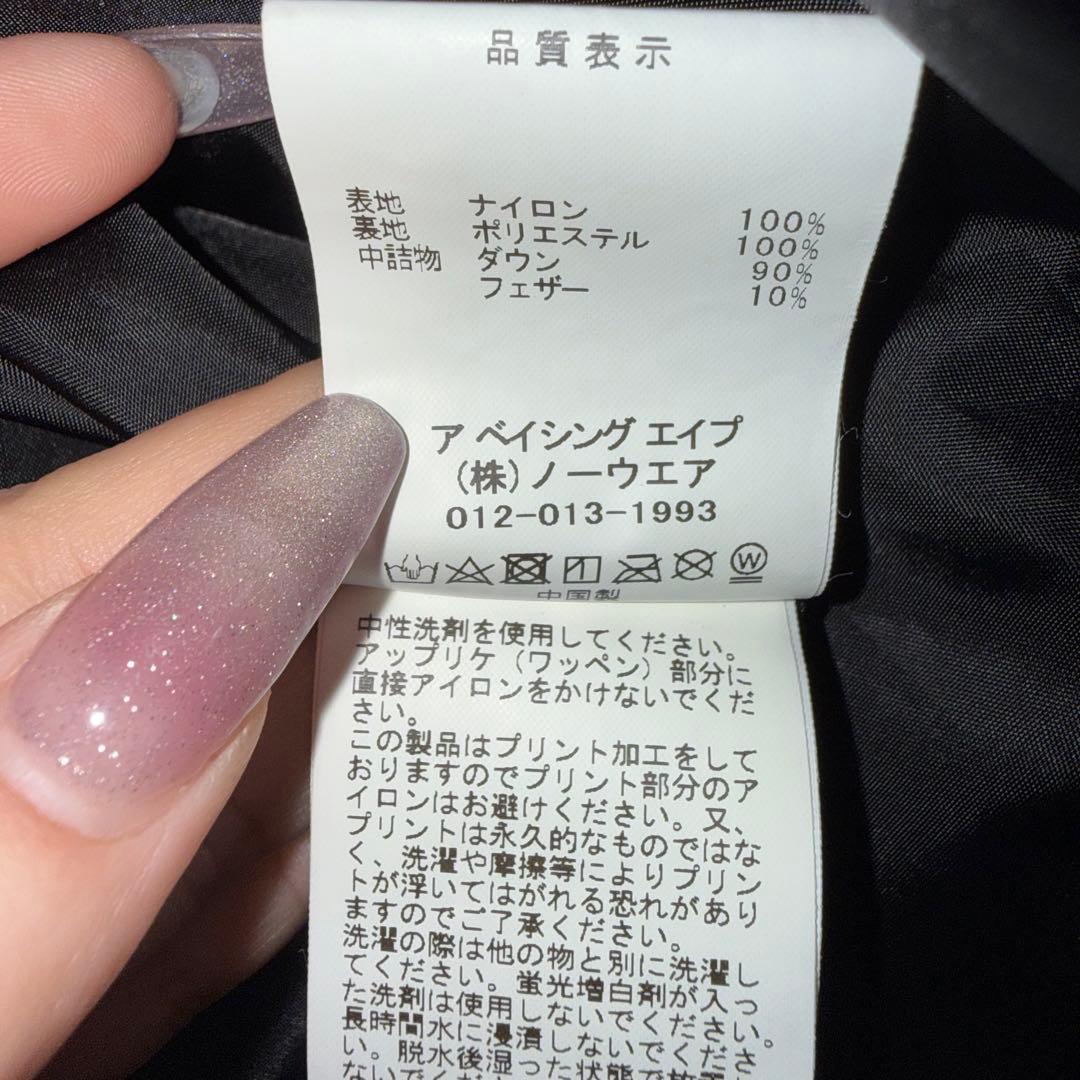 品質表示
表地 ナイロン 100%
裏地 ポリエステル 100%
中詰物 ダウン 90%
フェザー 10%
ア ベイシング エイプ
(株)ノーウエア
012-013-1993
W
中国製
中性洗剤を使用してください。
アップリケ(ワッペン)部分に
直接アイロンをかけないでくだ
さい。
この製品はプリント加工をして
おりますのでプリント部分のア
イロンはお避けください。又、
プリントは永久的なものではな
く、洗濯や摩擦等によりプリン
トが浮いてはがれる恐れがあり
ますのでご了承ください。
洗濯の際は他の物と別に洗濯し
てください。蛍光増白剤が入っ
た洗剤は使用しないでください。
長時間水に浸漬しないでくださ
い。脱水後湿った状態で放
ないでくだ